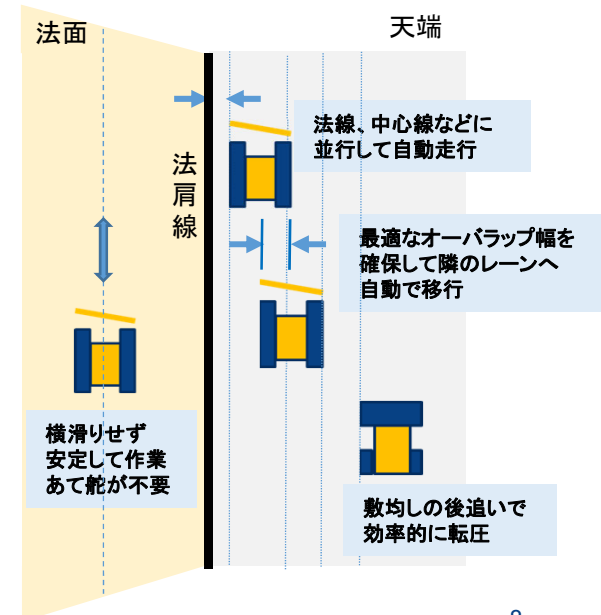 法面
天端
法肩線
法線、中心線などに
並行して自動走行
最適なオーバラップ幅を
確保して隣のレーンへ
自動で移行
横滑りせず
安定して作業
あて舵が不要
敷均しの後追いで
効率的に転圧